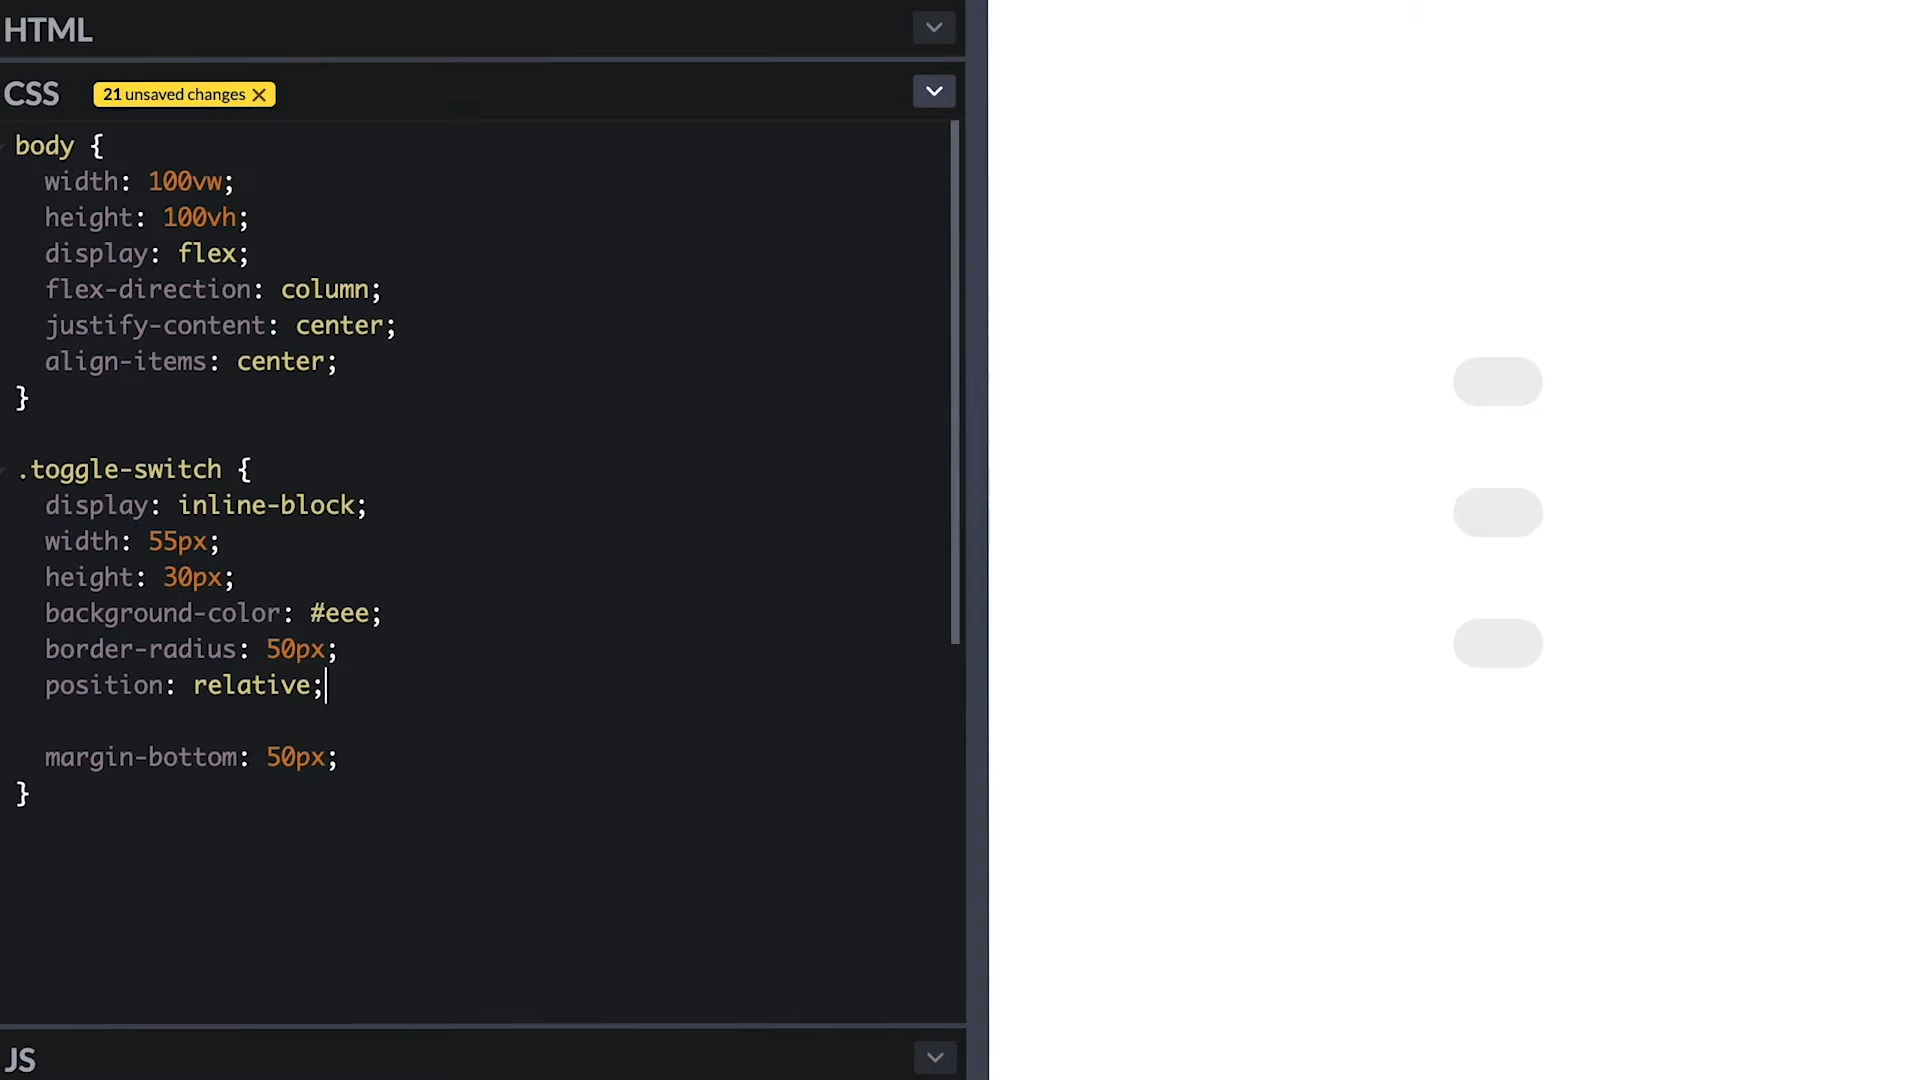 HTML
CSS 21 unsaved changes
body {
  width: 100vw;
  height: 100vh;
  display: flex;
  flex-direction: column;
  justify-content: center;
  align-items: center;
}

.toggle-switch {
  display: inline-block;
  width: 55px;
  height: 30px;
  background-color: #eee;
  border-radius: 50px;
  position: relative;

  margin-bottom: 50px;
}
JS